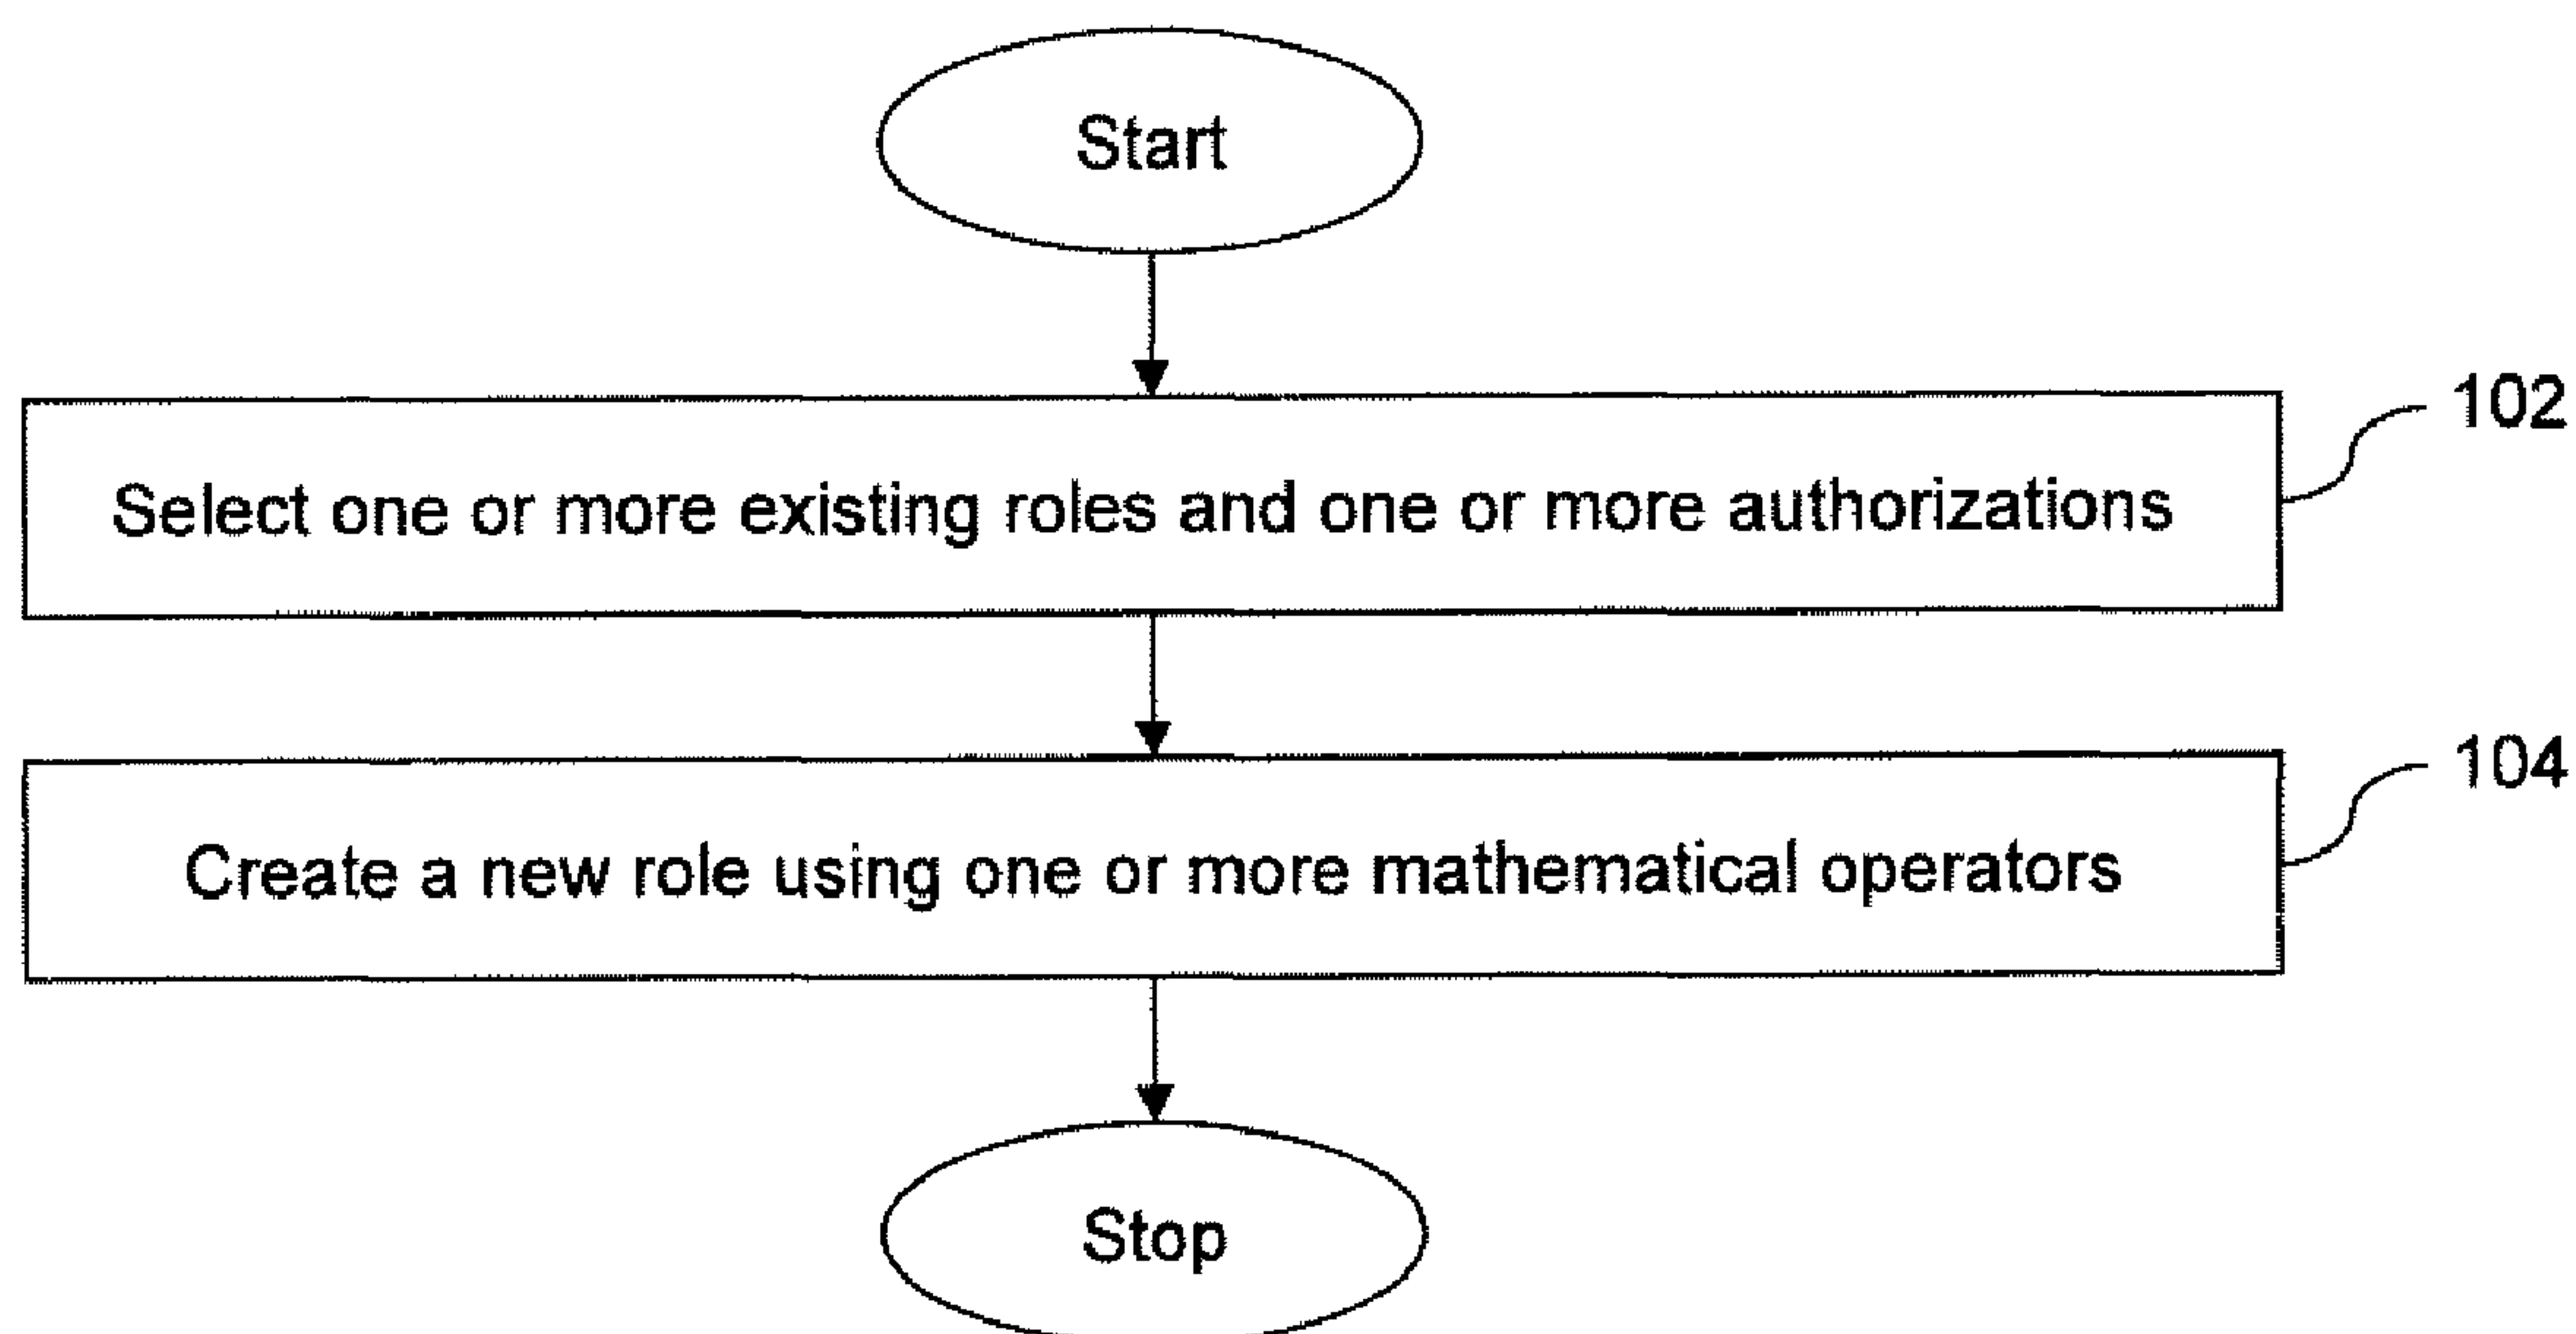 Start
102
Select one or more existing roles and one or more authorizations
104
Create a new role using one or more mathematical operators
Stop